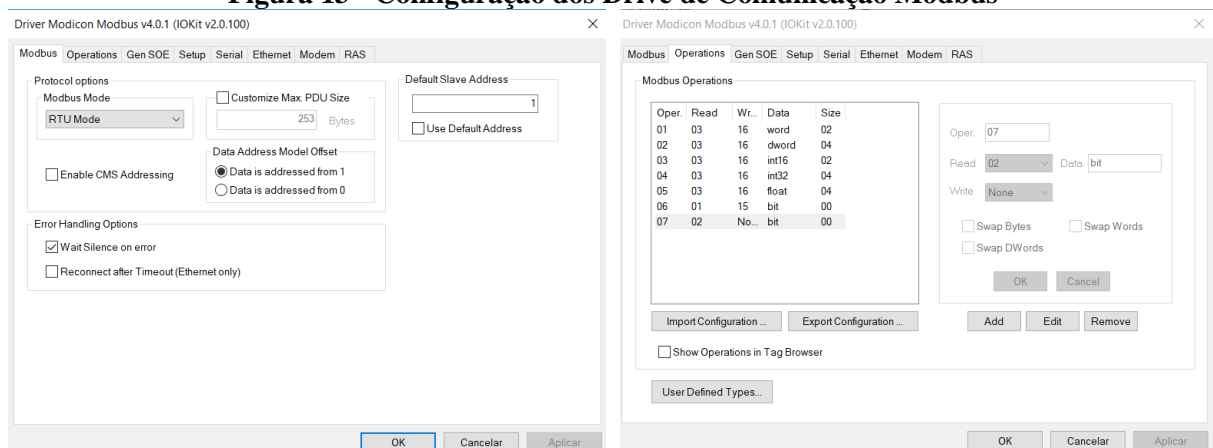 Figura 15 - Configuração dos Drive de Comunicação Modbus
Driver Modicon Modbus v4.0.1 (IOKit v2.0.100)
Modbus Operations Gen SOE Setup Serial Ethernet Modem RAS
Protocol options
Modbus Mode
RTU Mode
Customize Max. PDU Size
253 Bytes
Enable CMS Addressing
Data Address Model Offset
Data is addressed from 1
Data is addressed from 0
Default Slave Address
1
Use Default Address
Error Handling Options
Wait Silence on error
Reconnect after Timeout (Ethernet only)
OK Cancelar Aplicar
Driver Modicon Modbus v4.0.1 (IOKit v2.0.100)
Modbus Operations Gen SOE Setup Serial Ethernet Modem RAS
Modbus Operations
Oper. Read Wr... Data Size
01 03 16 word 02
02 03 16 dword 04
03 03 16 int16 02
04 03 16 int32 04
05 03 16 float 04
06 01 15 bit 00
07 02 No... bit 00
Oper. 07
Read 02 Data bit
Write None
Swap Bytes Swap Words
Swap DWords
OK Cancel
Import Configuration ... Export Configuration ... Add Edit Remove
Show Operations in Tag Browser
User Defined Types...
OK Cancelar Aplicar